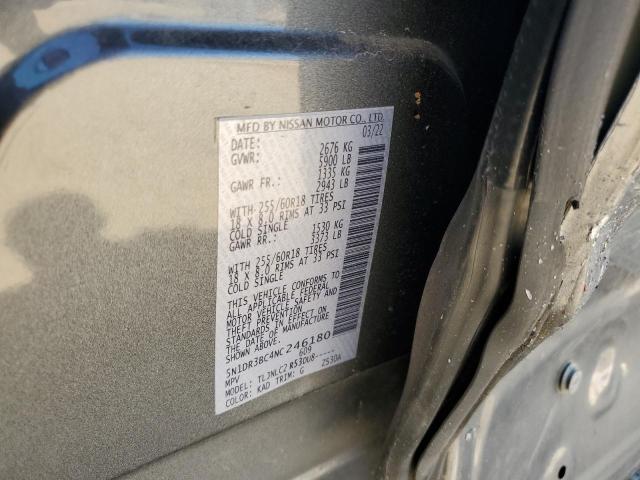 MFD BY NISSAN MOTOR CO., LTD.
DATE: 03/22
GVWR: 2676 KG
5900 LB
GAWR FR.: 1335 KG
2943 LB
WITH 255/60R18 TIRES
18 X 8.0 RIMS AT 33 PSI
COLD SINGLE
GAWR RR.: 1530 KG
3373 LB
WITH 255/60R18 TIRES
18 X 8.0 RIMS AT 33 PSI
COLD SINGLE
THIS VEHICLE CONFORMS TO
ALL APPLICABLE FEDERAL
MOTOR VEHICLE SAFETY AND
STANDARDS IN EFFECT ON
THE DATE OF MANUFACTURE
SHOWN ABOVE.
5N1DR3BC4NC246180
MPV 609
MODEL: TLJNLC2 R53DU8-----
COLOR: KAD TRIM: G Z53DA